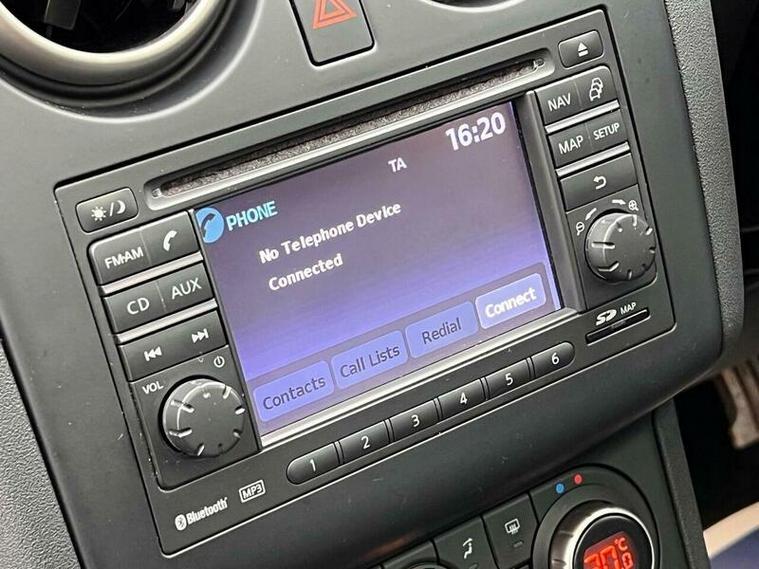 16:20
TA
PHONE
No Telephone Device
Connected
Contacts
Call Lists
Redial
Connect
NAV
MAP
SETUP
FM·AM
CD
AUX
VOL
SD MAP
1
2
3
4
5
6
Bluetooth
MP3